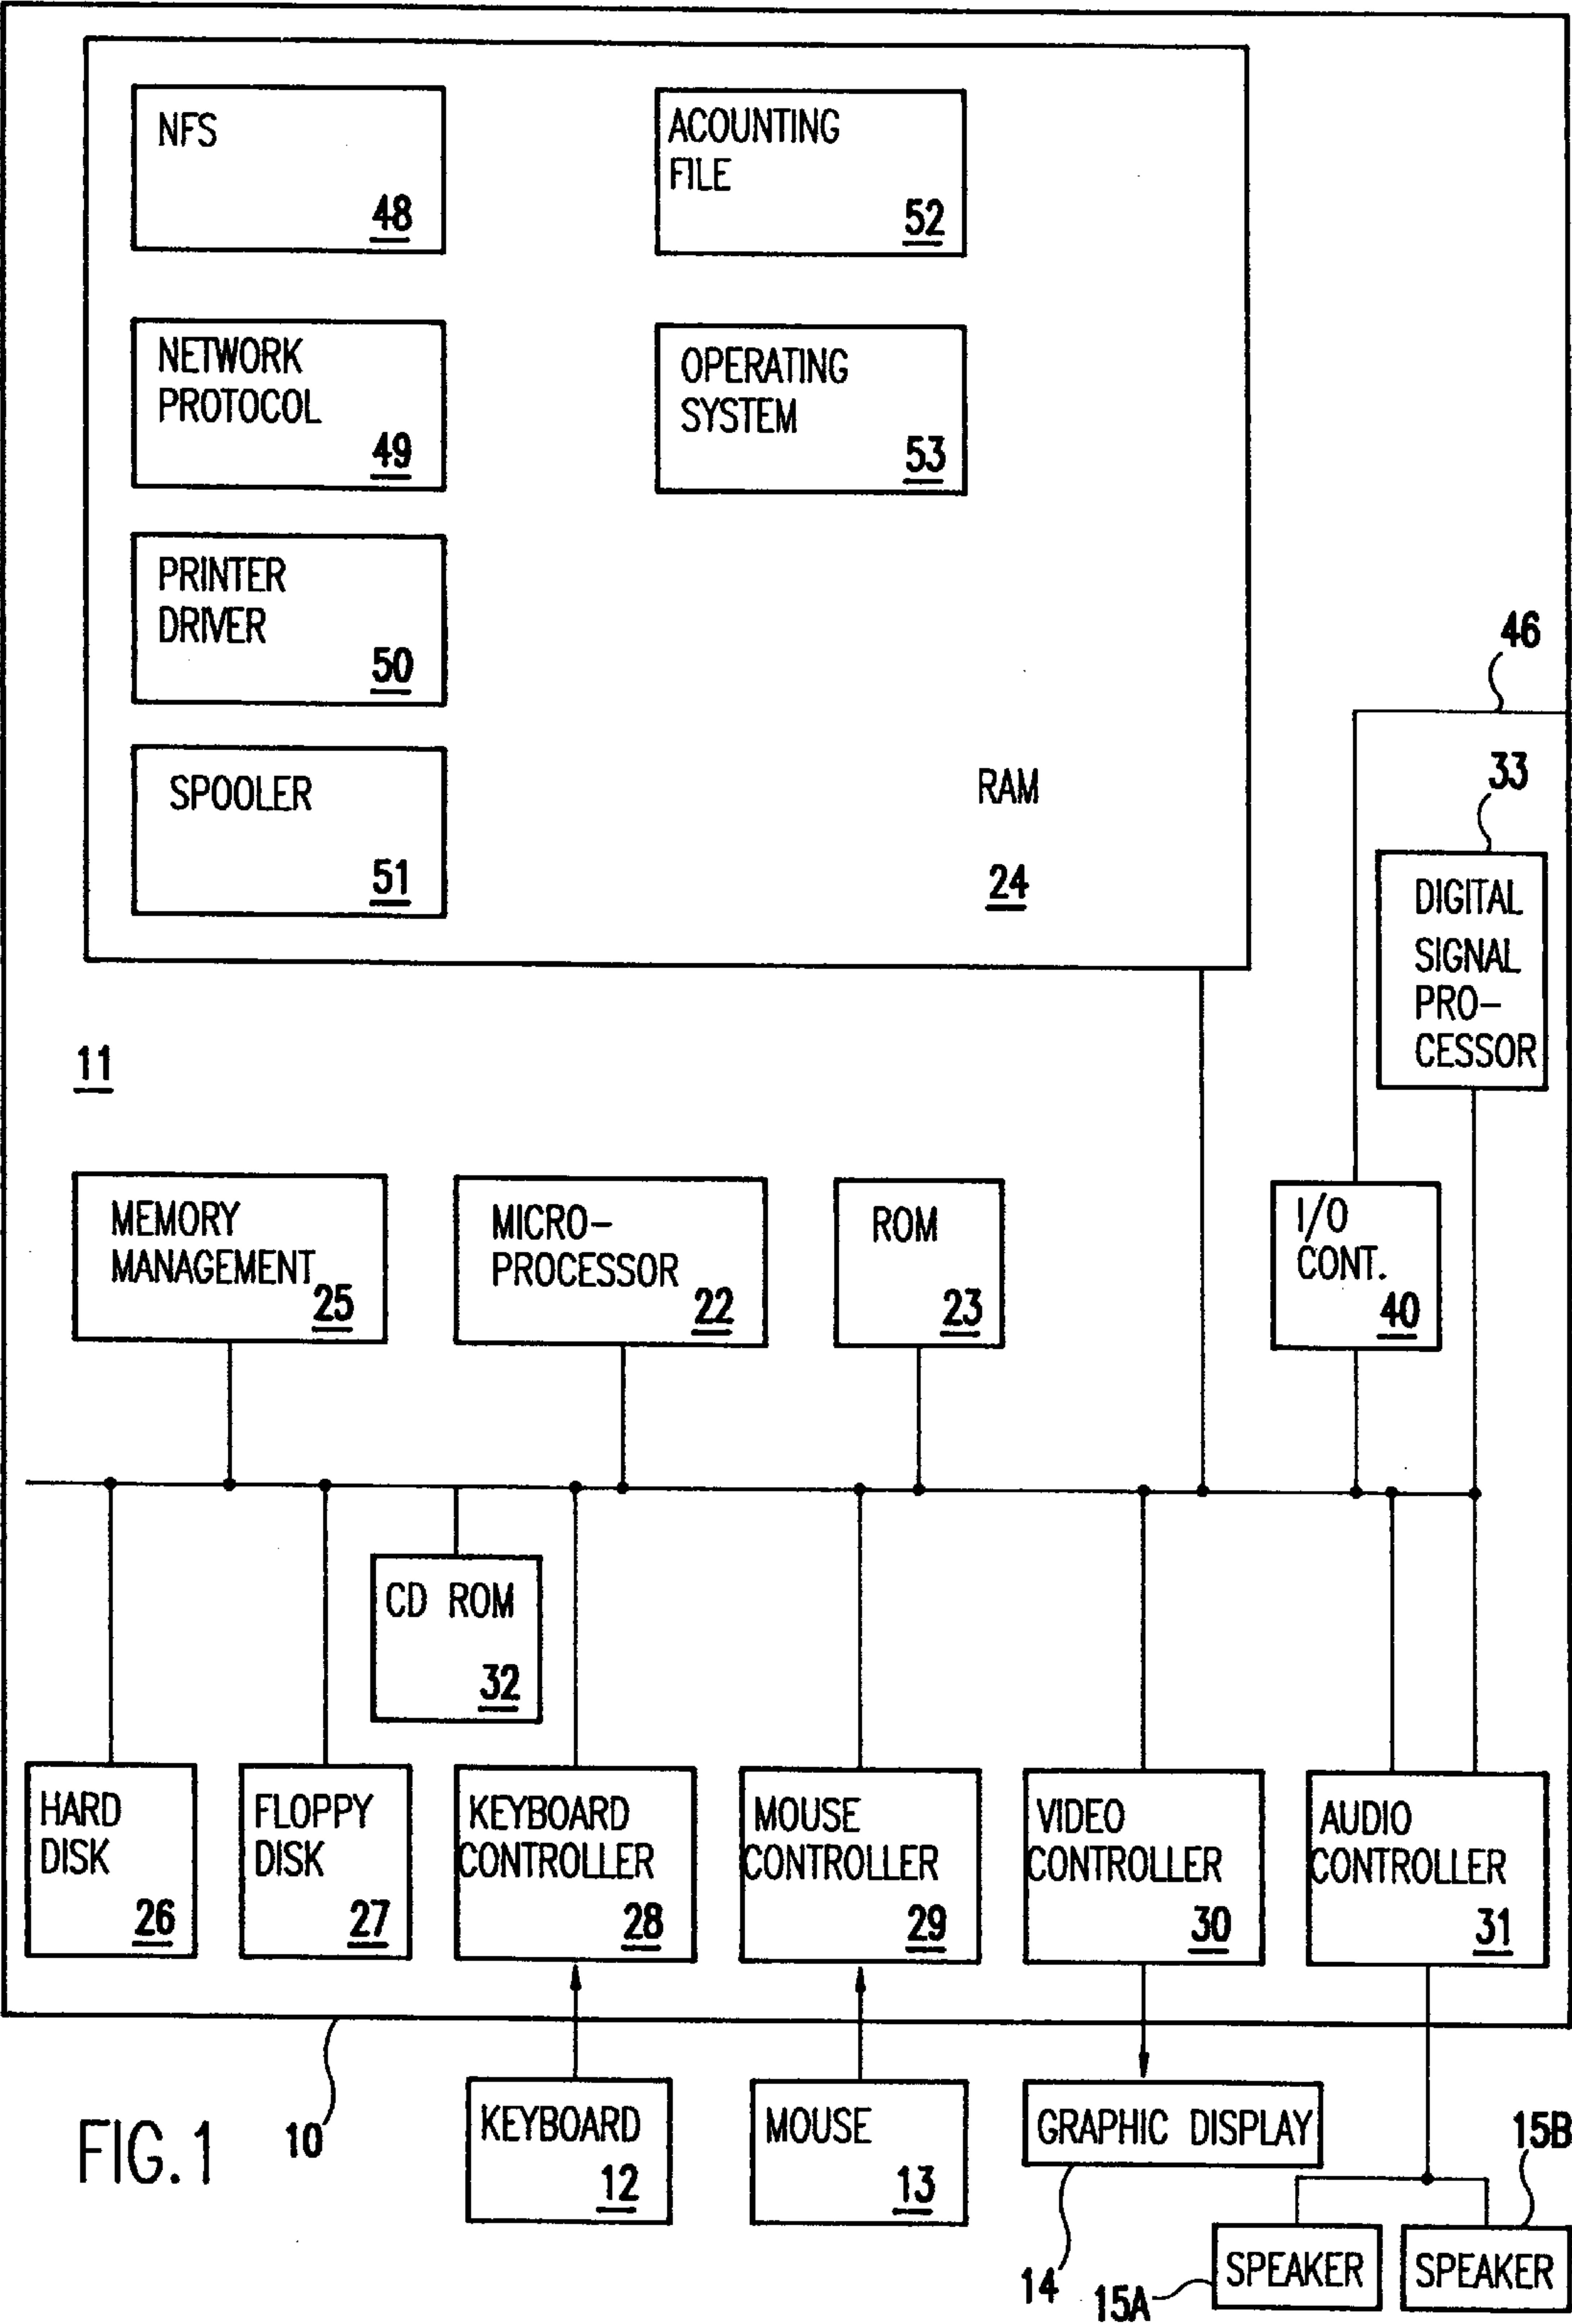 NFS
48
ACOUNTING
FILE
52
NETWORK
PROTOCOL
49
OPERATING
SYSTEM
53
PRINTER
DRIVER
50
46
SPOOLER
51
RAM
24
33
DIGITAL
SIGNAL
PRO-
CESSOR
11
MEMORY
MANAGEMENT
25
MICRO-
PROCESSOR
22
ROM
23
I/O
CONT.
40
CD ROM
32
HARD
DISK
26
FLOPPY
DISK
27
KEYBOARD
CONTROLLER
28
MOUSE
CONTROLLER
29
VIDEO
CONTROLLER
30
AUDIO
CONTROLLER
31
FIG.1
10
KEYBOARD
12
MOUSE
13
GRAPHIC DISPLAY
14
15B
15A
SPEAKER
SPEAKER